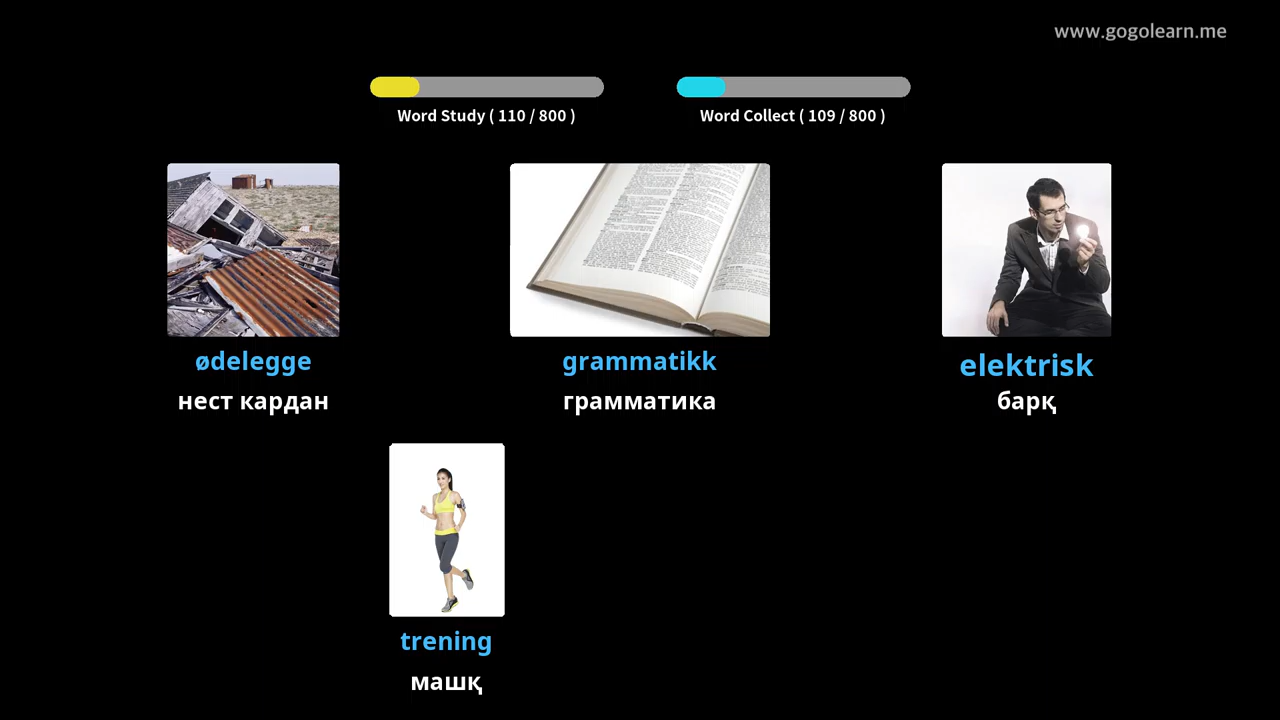 www.gogolearn.me
Word Study ( 110 / 800 )
Word Collect ( 109 / 800 )
ødelegge
нест кардан
grammatikk
грамматика
elektrisk
барқ
trening
машқ